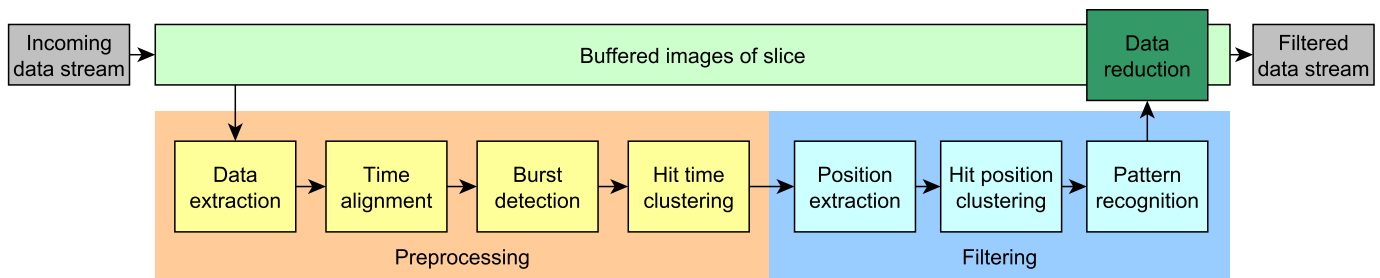 Incoming
data stream
Buffered images of slice
Data
reduction
Filtered
data stream
Data
extraction
Time
alignment
Burst
detection
Hit time
clustering
Position
extraction
Hit position
clustering
Pattern
recognition
Preprocessing
Filtering